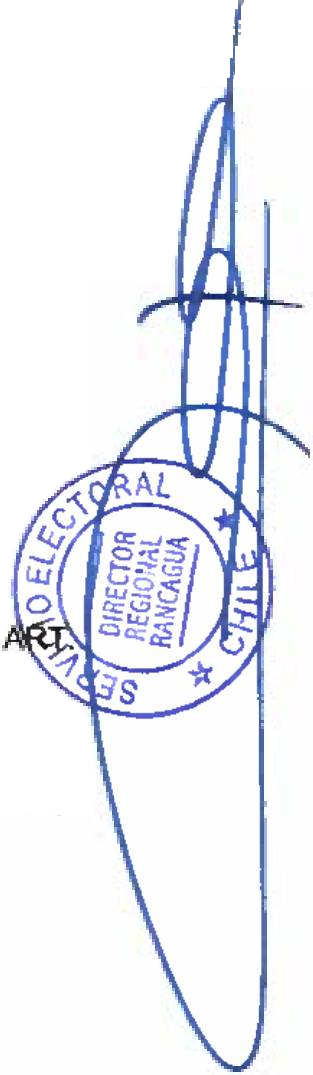 SERVICIO ELECTORAL
CHILE
DIRECTOR
REGIONAL
RANCAGUA
ART